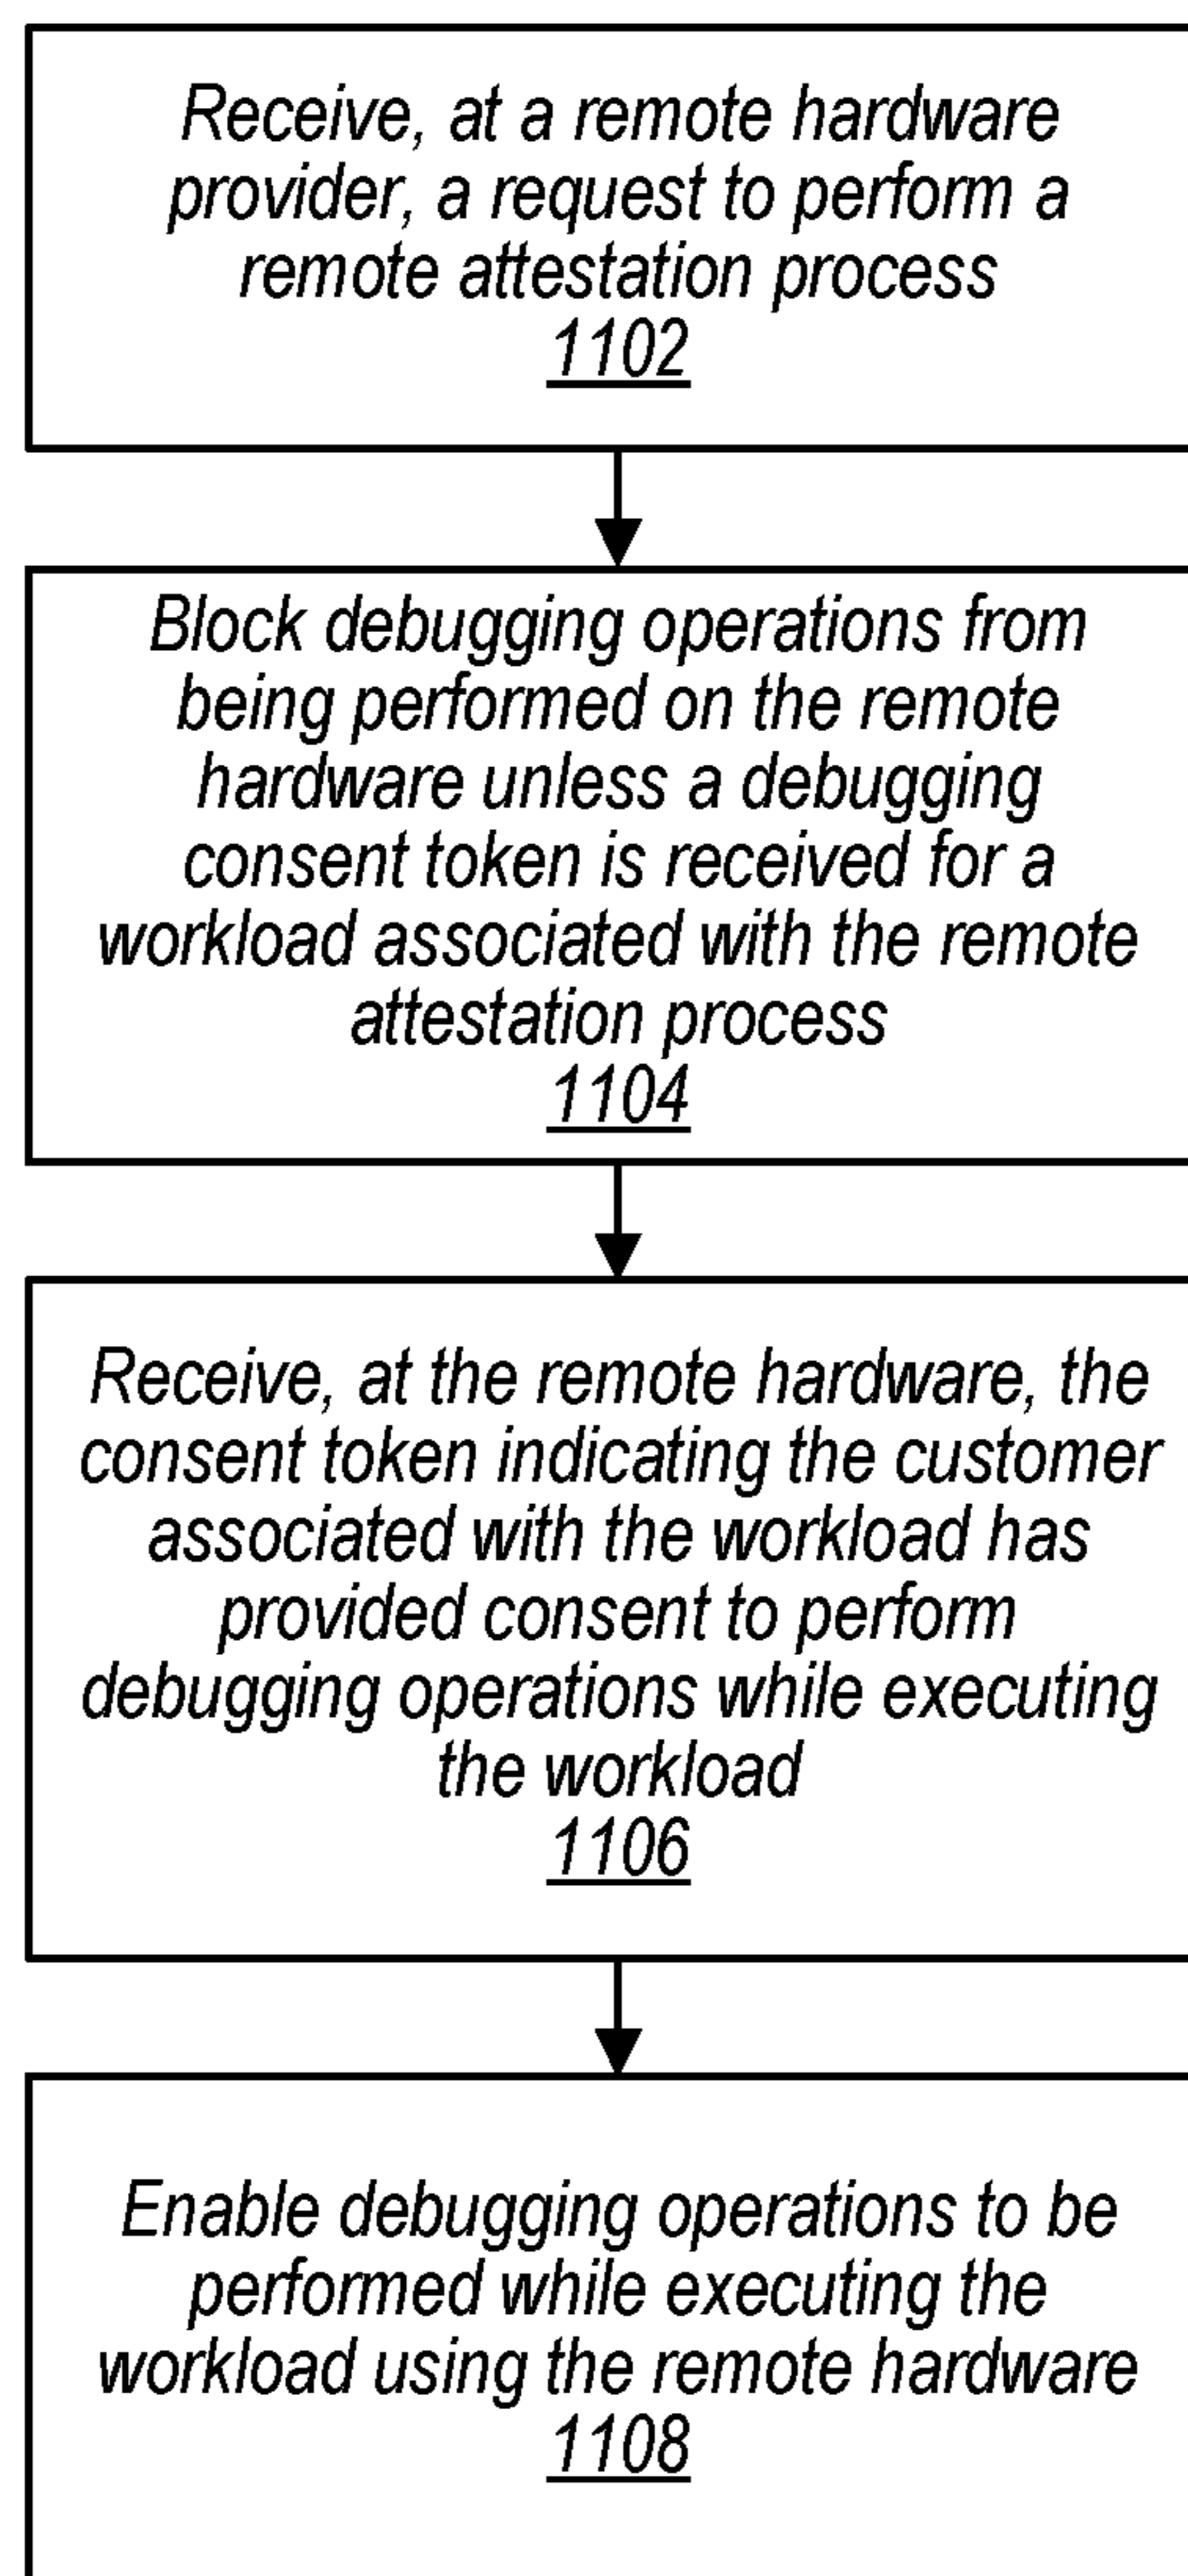 Receive, at a remote hardware
provider, a request to perform a
remote attestation process
1102
Block debugging operations from
being performed on the remote
hardware unless a debugging
consent token is received for a
workload associated with the remote
attestation process
1104
Receive, at the remote hardware, the
consent token indicating the customer
associated with the workload has
provided consent to perform
debugging operations while executing
the workload
1106
Enable debugging operations to be
performed while executing the
workload using the remote hardware
1108